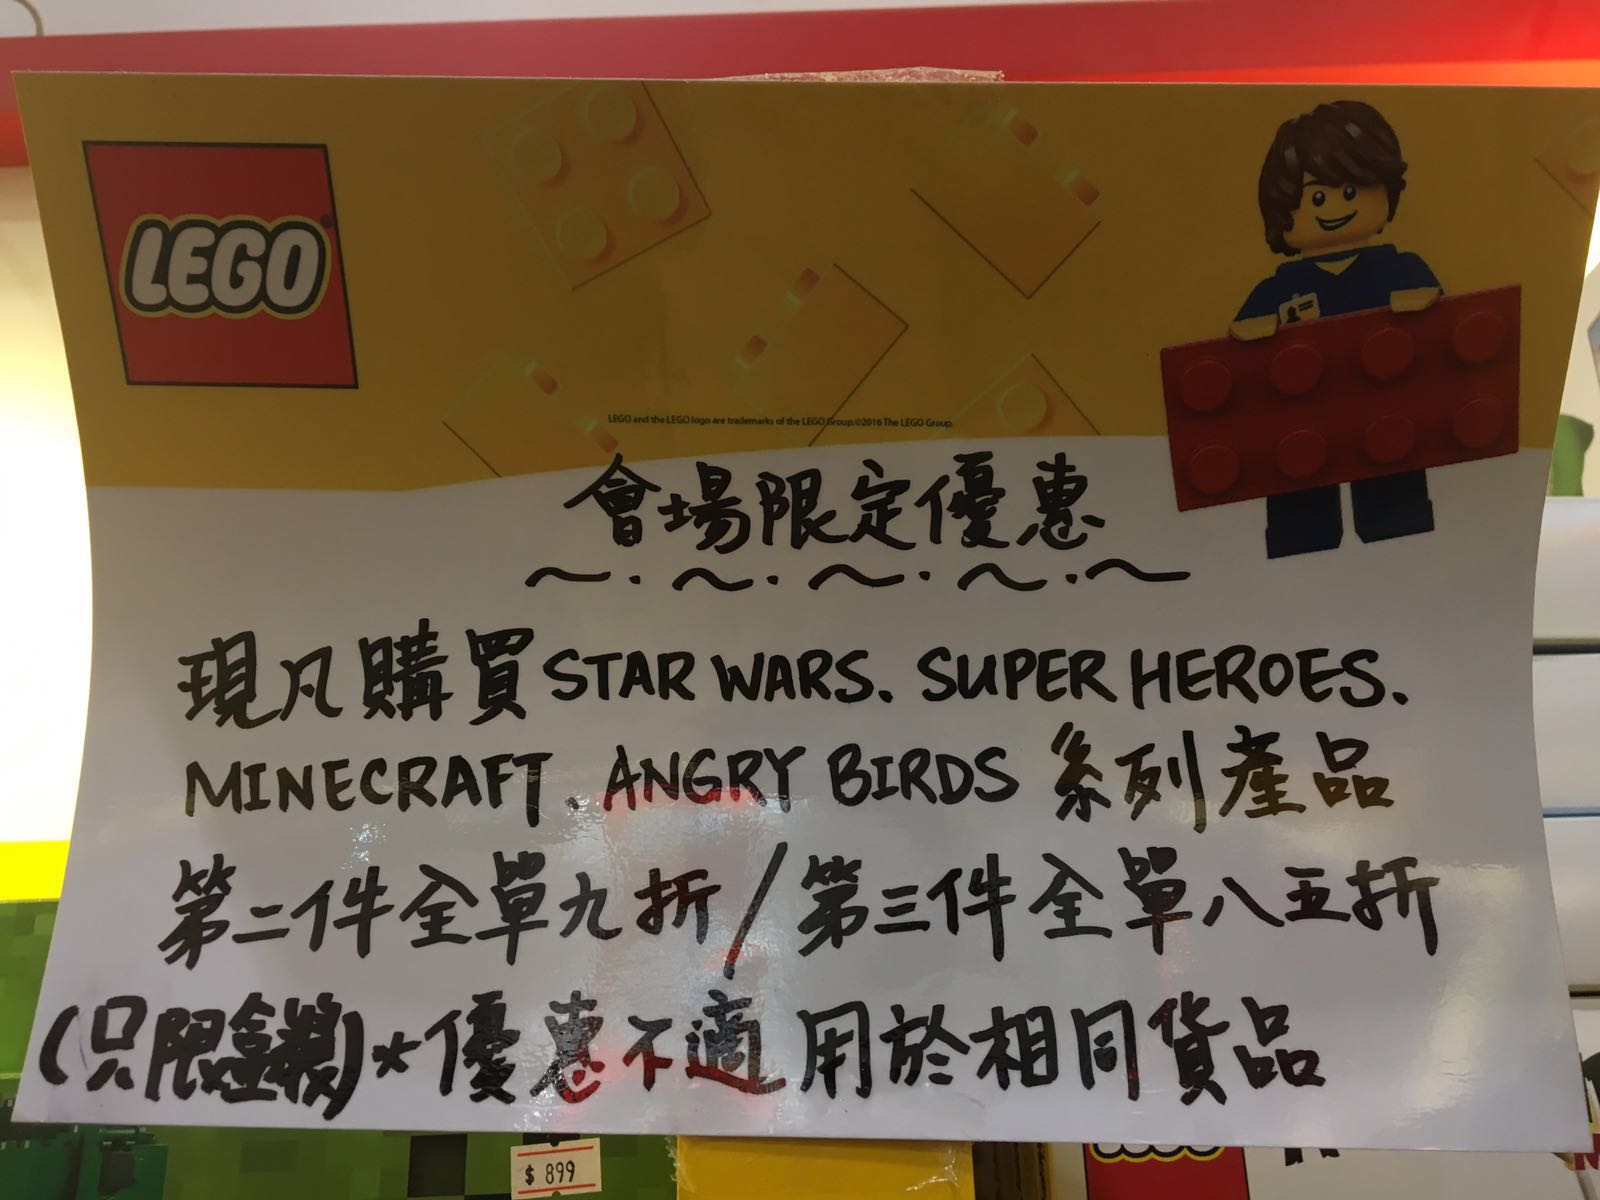 LEGO
LEGO and the LEGO logo are trademarks of the LEGO Group.©2016 The LEGO Group.
會場限定優惠
現凡購買STAR WARS、SUPER HEROES、
MINECRAFT、ANGRY BIRDS 系列產品
第二件全單九折/第三件全單八五折
(只限盒裝)*優惠不適用於相同貨品
$ 899